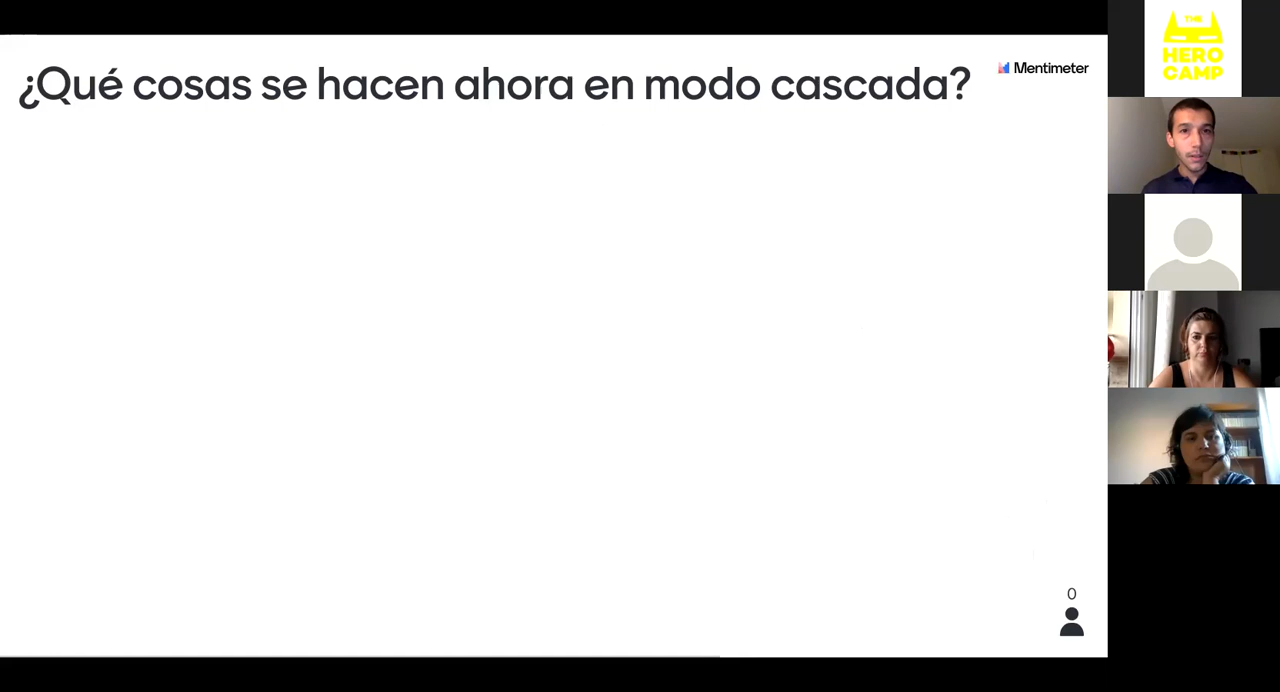 ¿Qué cosas se hacen ahora en modo cascada?
Mentimeter
THE
HERO
CAMP
0